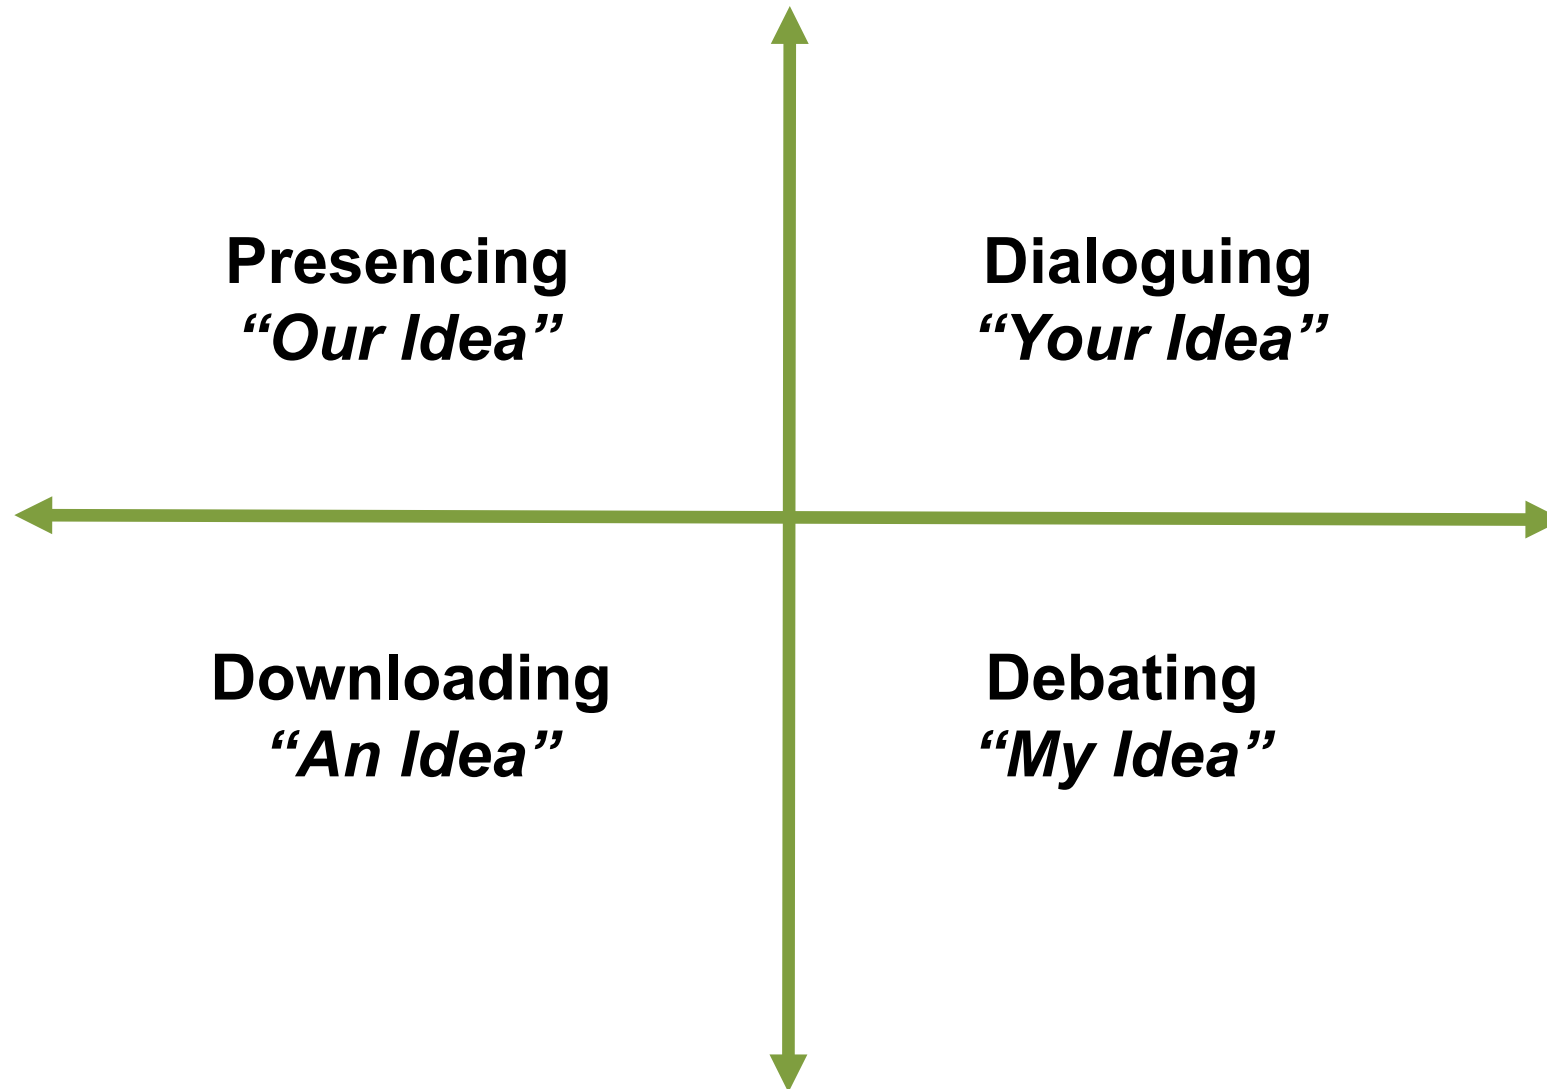 Presencing
“Our Idea”
Dialoguing
“Your Idea”
Downloading
“An Idea”
Debating
“My Idea”